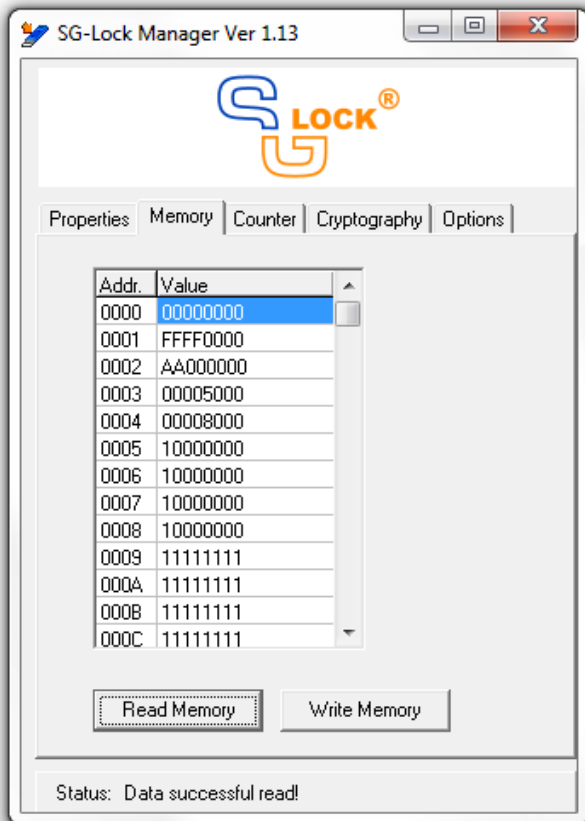 SG-Lock Manager Ver 1.13
SG LOCK®
Properties Memory Counter Cryptography Options
Addr. Value
0000 00000000
0001 FFFF0000
0002 AA000000
0003 00005000
0004 00008000
0005 10000000
0006 10000000
0007 10000000
0008 10000000
0009 11111111
000A 11111111
000B 11111111
000C 11111111
Read Memory Write Memory
Status: Data successful read!